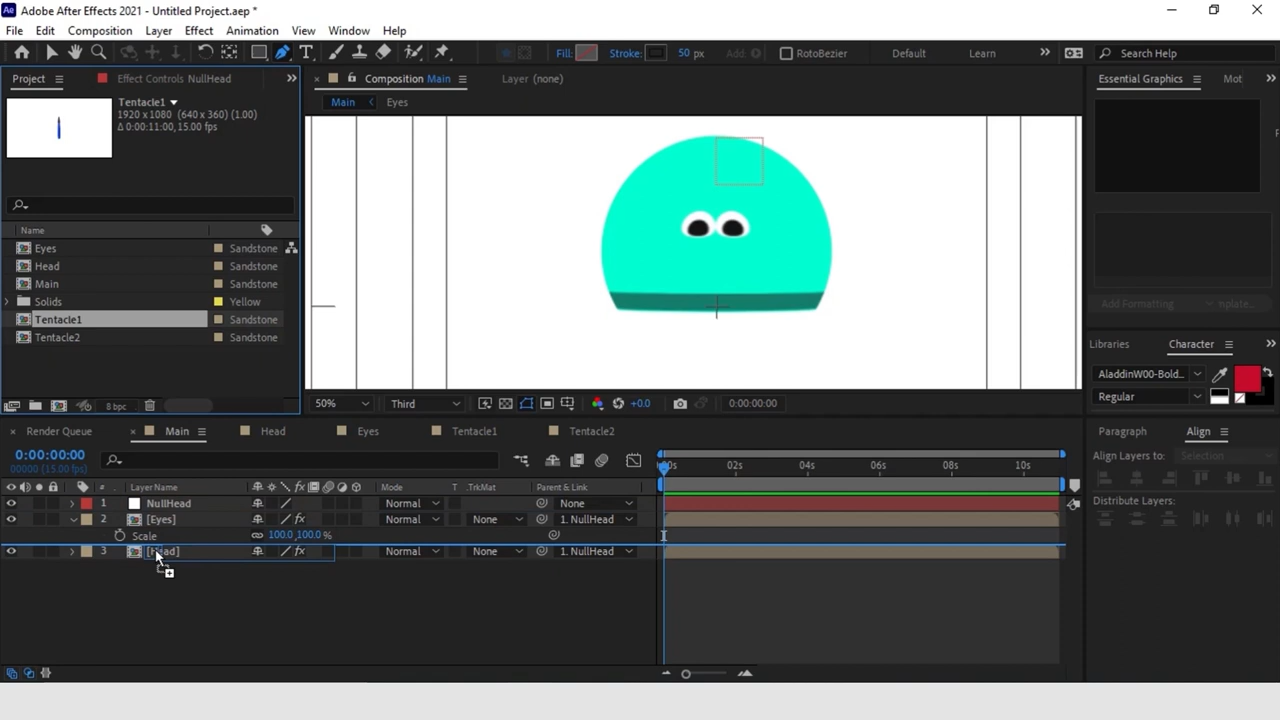 Adobe After Effects 2021 - Untitled Project.aep *
File Edit Composition Layer Effect Animation View Window Help
Fill: Stroke: 50 px Add: RotoBezier Default Learn Search Help
Project Effect Controls NullHead Composition Main Layer (none) Essential Graphics Mot
Tentacle1
1920 x 1080 (640 x 360) (1.00)
Δ 0:00:11:00, 15.00 fps
Main Eyes
Name
Eyes Sandstone
Head Sandstone
Main Sandstone
Solids Yellow
Tentacle1 Sandstone
Tentacle2 Sandstone
Add Formatting mplate...
Libraries Character
AladdinW00-Bold...
Regular
8 bpc 50% Third +0.0 0:00:00:00
Render Queue Main Head Eyes Tentacle1 Tentacle2 Paragraph Align
0:00:00:00
00000 (15.00 fps)
Align Layers to: Selection
Distribute Layers:
:00s 02s 04s 06s 08s 10s
# Layer Name Mode T .TrkMat Parent & Link
1 NullHead Normal None
2 [Eyes] Normal None 1. NullHead
Scale 100.0,100.0 %
3 [Head] Normal None 1. NullHead